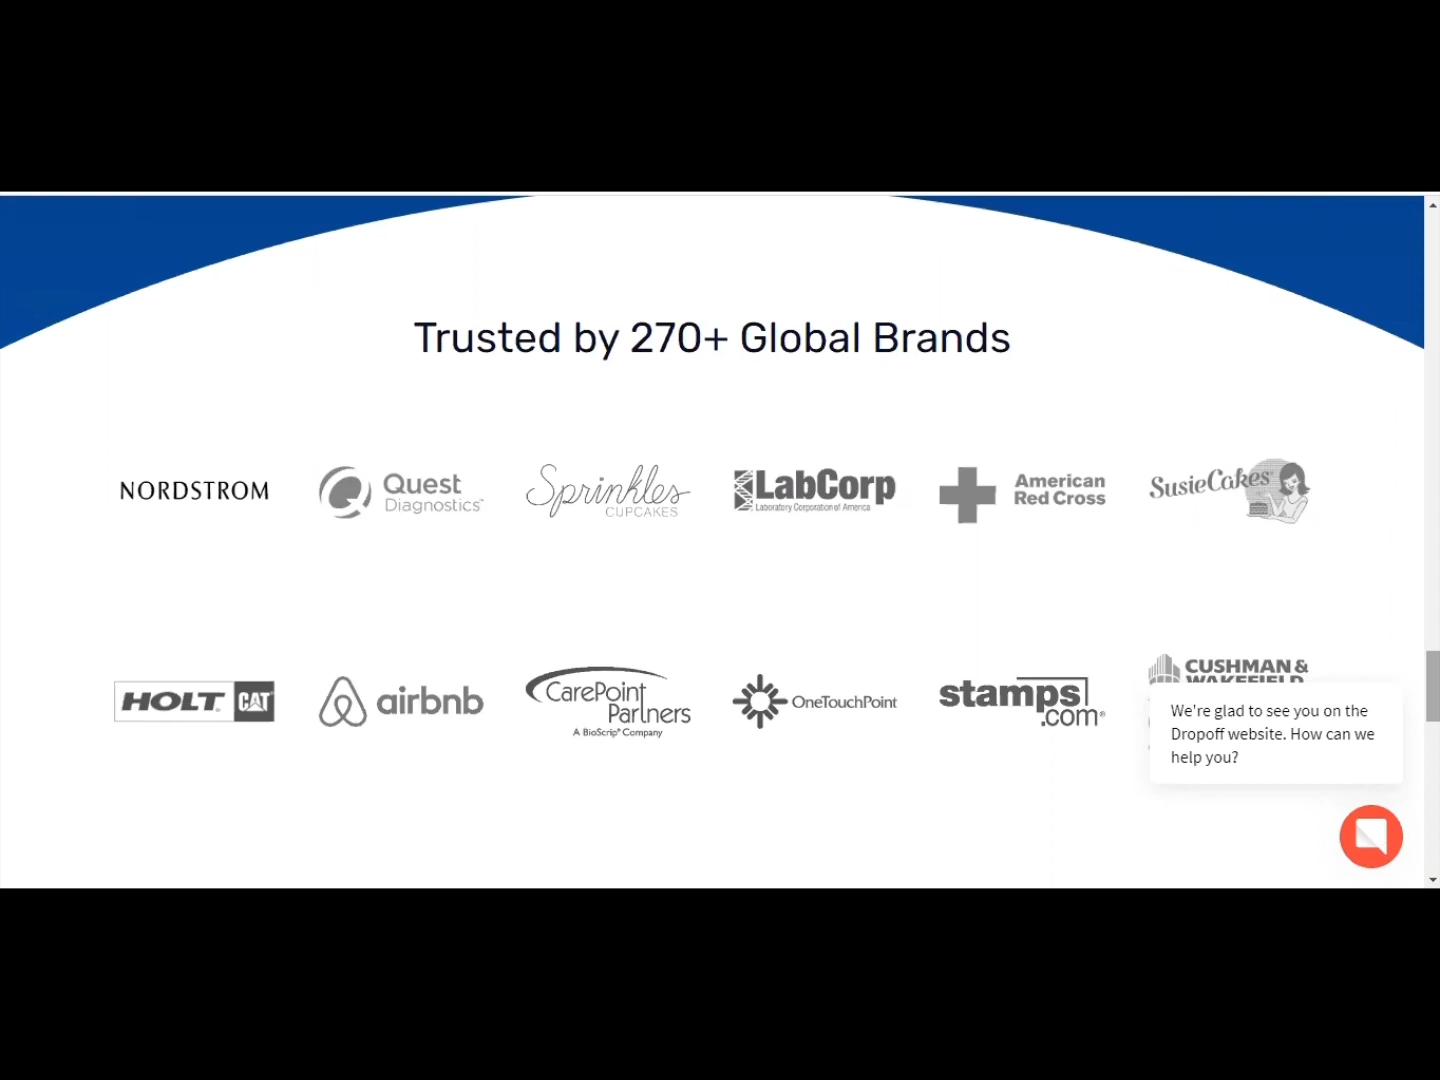 Trusted by 270+ Global Brands
NORDSTROM
Quest
Diagnostics™
Sprinkles
CUPCAKES
LabCorp
Laboratory Corporation of America
American
Red Cross
SusieCakes
HOLT CAT
airbnb
CarePoint
Partners
A BioScrip® Company
OneTouchPoint
stamps
.com®
CUSHMAN &
WAKEFIELD
We're glad to see you on the
Dropoff website. How can we
help you?